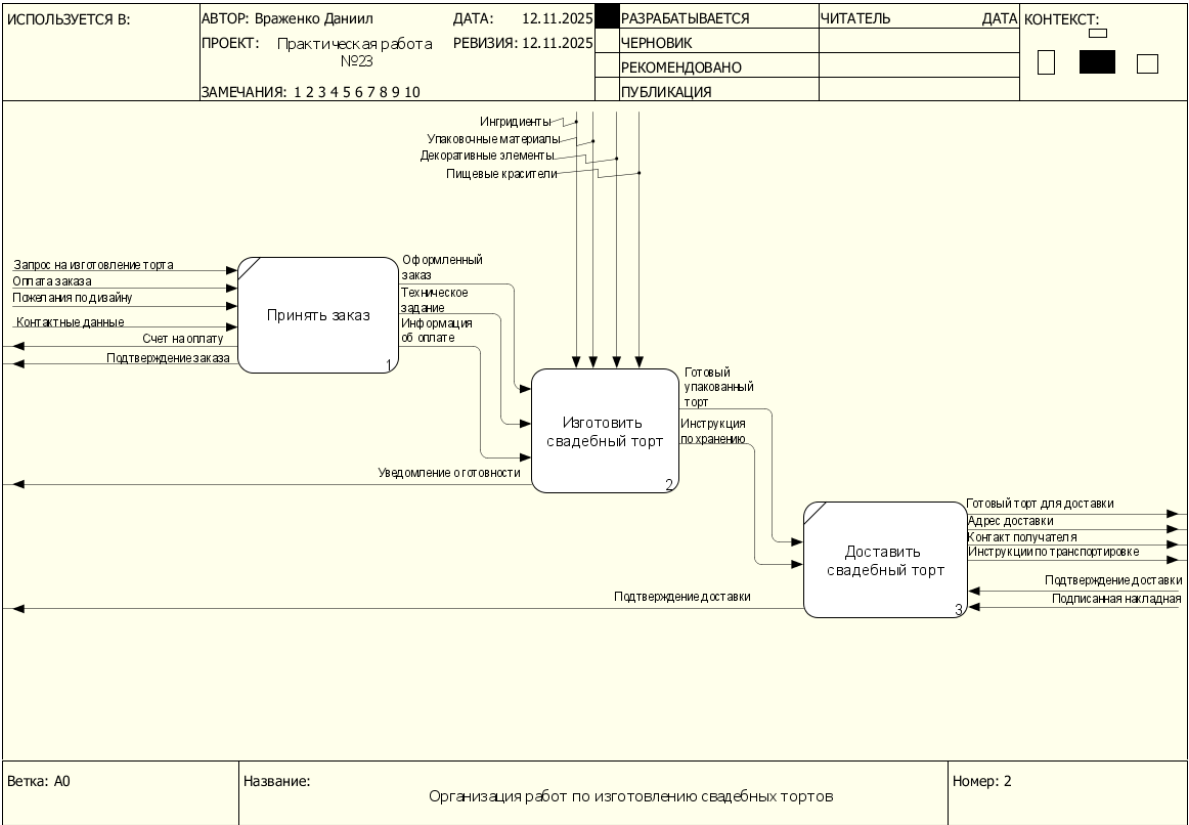 ИСПОЛЬЗУЕТСЯ В:
АВТОР: Враженко Даниил
ДАТА: 12.11.2025
РАЗРАБАТЫВАЕТСЯ
ЧИТАТЕЛЬ
ДАТА
КОНТЕКСТ:
ПРОЕКТ: Практическая работа
№23
РЕВИЗИЯ: 12.11.2025
ЧЕРНОВИК
РЕКОМЕНДОВАНО
ЗАМЕЧАНИЯ: 1 2 3 4 5 6 7 8 9 10
ПУБЛИКАЦИЯ
Ингридиенты
Упаковочные материалы
Декоративные элементы
Пищевые красители
Запрос на изготовление торта
Оплата заказа
Пожелания по дизайну
Контактные данные
Счет на оплату
Подтверждение заказа
Принять заказ
1
Оформленный
заказ
Техническое
задание
Информация
об оплате
Изготовить
свадебный торт
2
Готовый
упакованный
торт
Инструкция
по хранению
Уведомление о готовности
Доставить
свадебный торт
3
Готовый торт для доставки
Адрес доставки
Контакт получателя
Инструкции по транспортировке
Подтверждение доставки
Подписанная накладная
Подтверждение доставки
Ветка: A0
Название:
Организация работ по изготовлению свадебных тортов
Номер: 2